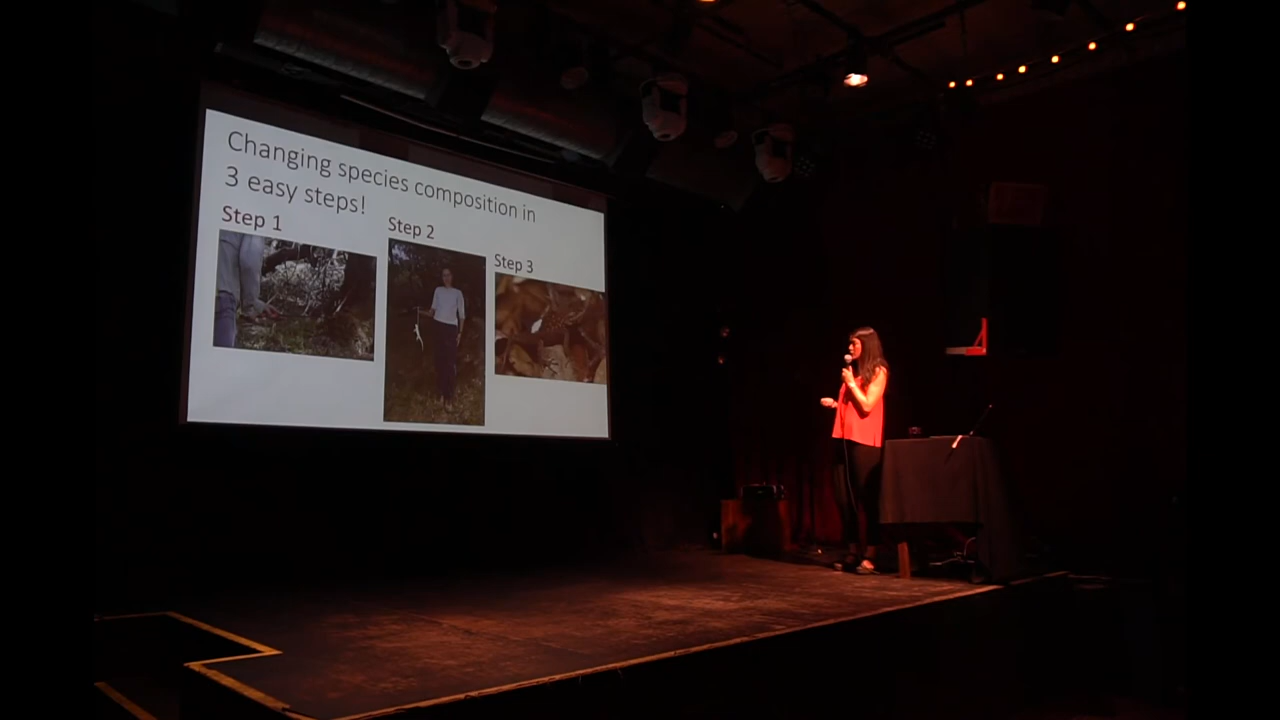 Changing species composition in
3 easy steps!
Step 1
Step 2
Step 3